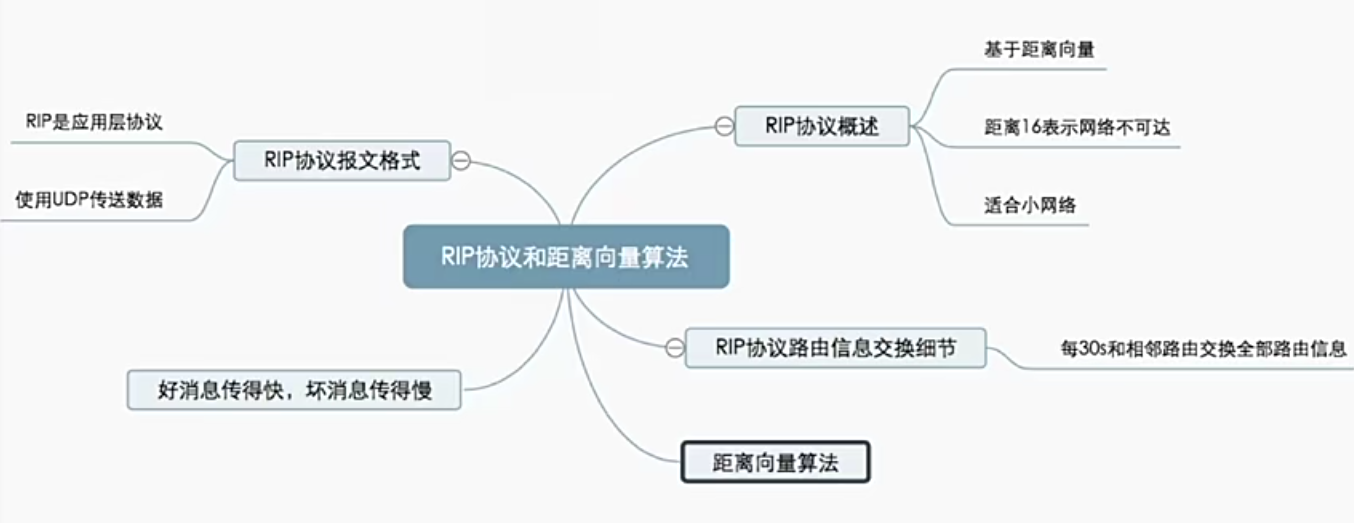 RIP协议和距离向量算法
RIP协议概述
基于距离向量
距离16表示网络不可达
适合小网络
RIP协议路由信息交换细节
每30s和相邻路由交换全部路由信息
距离向量算法
RIP协议报文格式
RIP是应用层协议
使用UDP传送数据
好消息传得快，坏消息传得慢